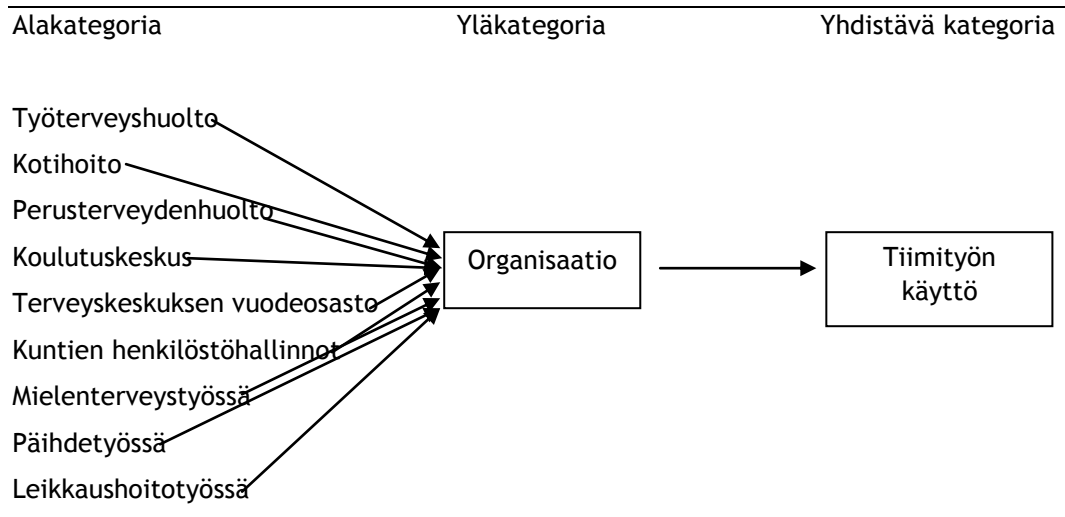 Alakategoria Yläkategoria Yhdistävä kategoria
Työterveyshuolto
Kotihoito
Perusterveydenhuolto
Koulutuskeskus
Terveyskeskuksen vuodeosasto
Kuntien henkilöstöhallinnot
Mielenterveystyössä
Päihdetyössä
Leikkaushoitotyössä
Organisaatio
Tiimityön
käyttö